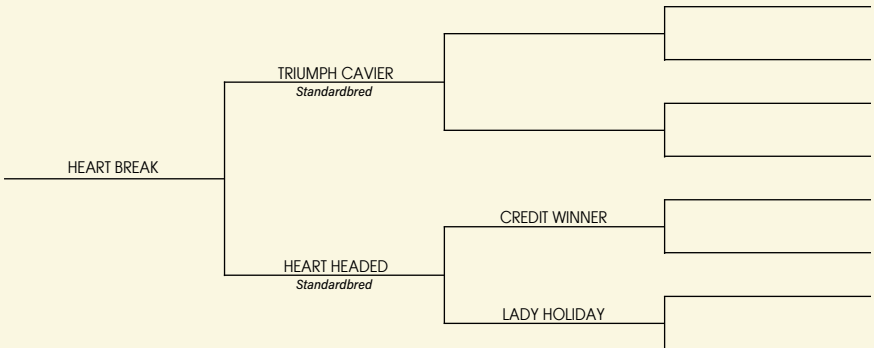 TRIUMPH CAVIER
Standardbred
HEART BREAK
CREDIT WINNER
HEART HEADED
Standardbred
LADY HOLIDAY